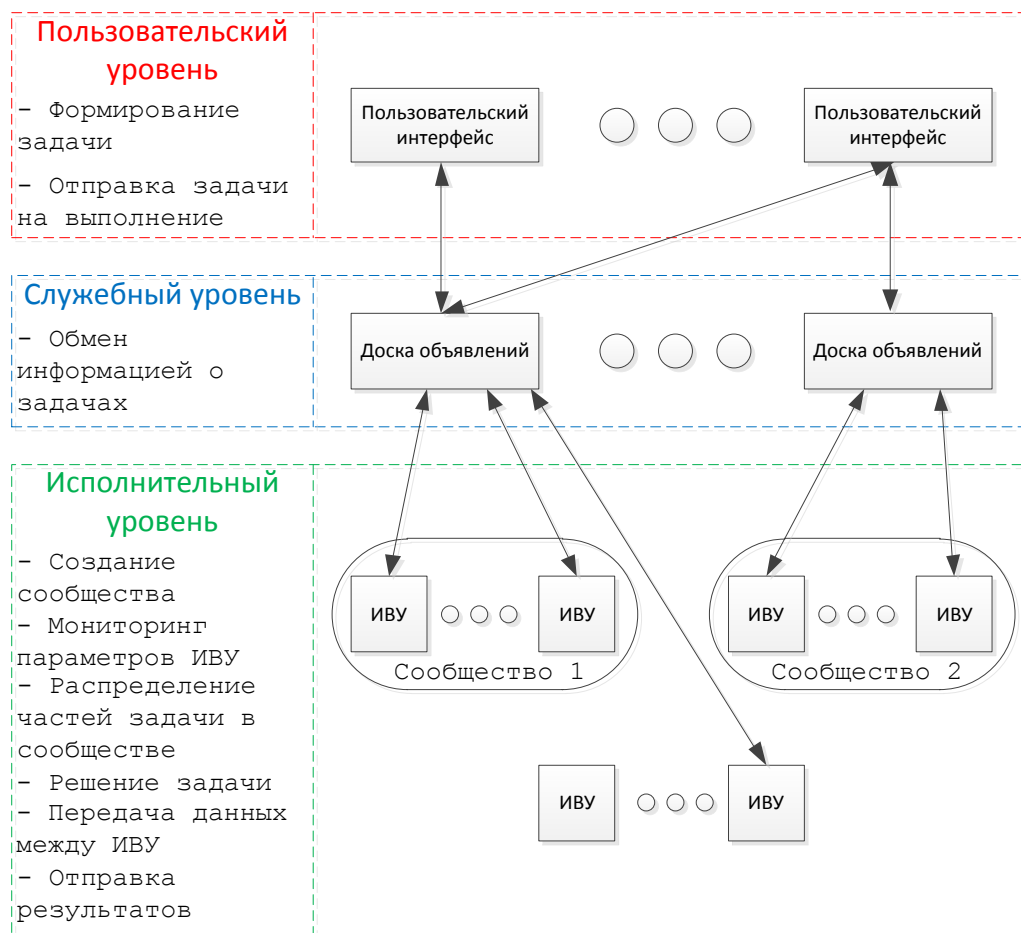 Пользовательский
уровень
- Формирование
задачи
- Отправка задачи
на выполнение
Пользовательский
интерфейс
Пользовательский
интерфейс
Служебный уровень
- Обмен
информацией о
задачах
Доска объявлений
Доска объявлений
Исполнительный
уровень
- Создание
сообщества
- Мониторинг
параметров ИВУ
- Распределение
частей задачи в
сообществе
- Решение задачи
- Передача данных
между ИВУ
- Отправка
результатов
ИВУ
ИВУ
Сообщество 1
ИВУ
ИВУ
Сообщество 2
ИВУ
ИВУ